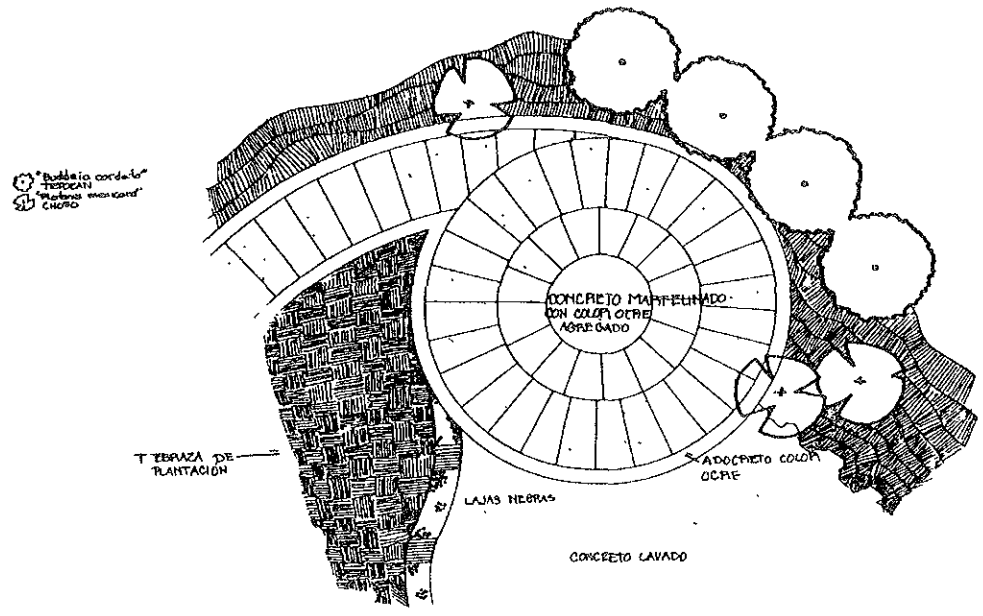 "Buddleia cordata"
TEPOZAN
"Platanus mexicana"
CHOPO
CONCRETO MARTELINADO
CON COLOR OCRE
AGREGADO
TERRAZA DE
PLANTACIÓN
ADOCRETO COLOR
OCRE
LAJAS NEGRAS
CONCRETO LAVADO